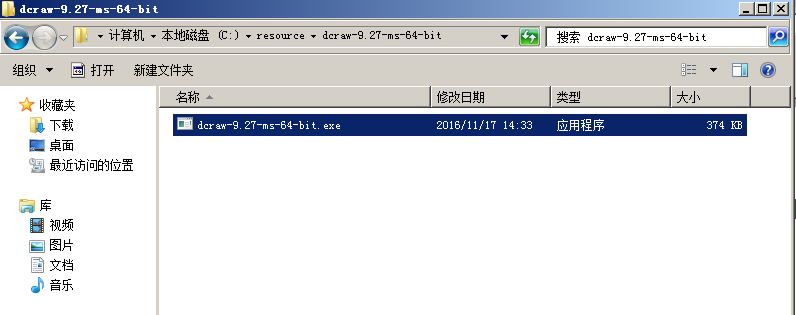 dcraw-9.27-ms-64-bit
计算机 本地磁盘 (C:) resource dcraw-9.27-ms-64-bit
搜索 dcraw-9.27-ms-64-bit
组织 打开 新建文件夹
收藏夹
下载
桌面
最近访问的位置
库
视频
图片
文档
音乐
名称 修改日期 类型 大小
dcraw-9.27-ms-64-bit.exe 2016/11/17 14:33 应用程序 374 KB